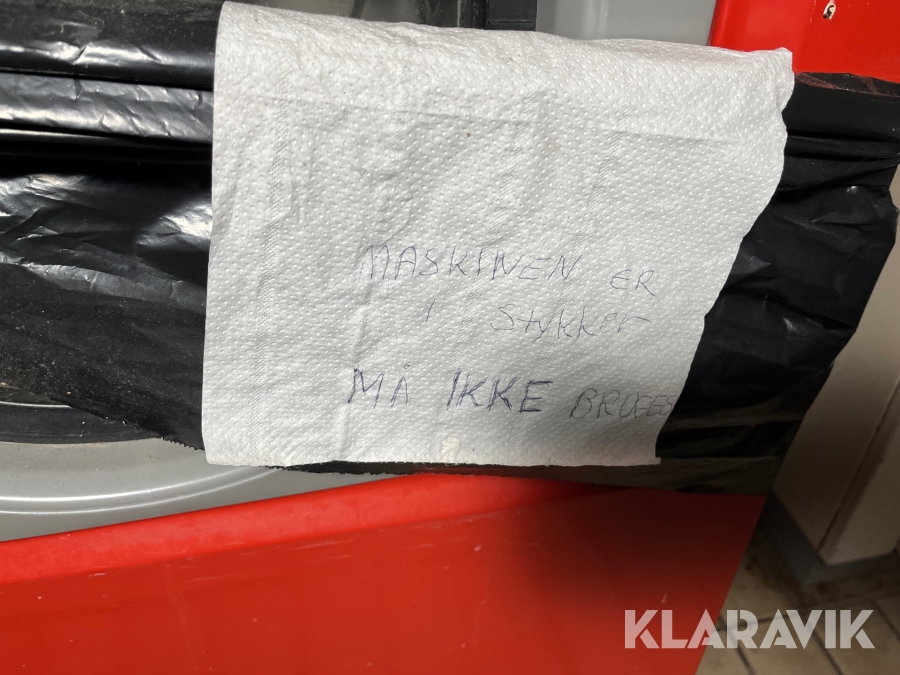 MASKINEN ER
i stykker
MÅ IKKE BRUGES
KLARAVIK